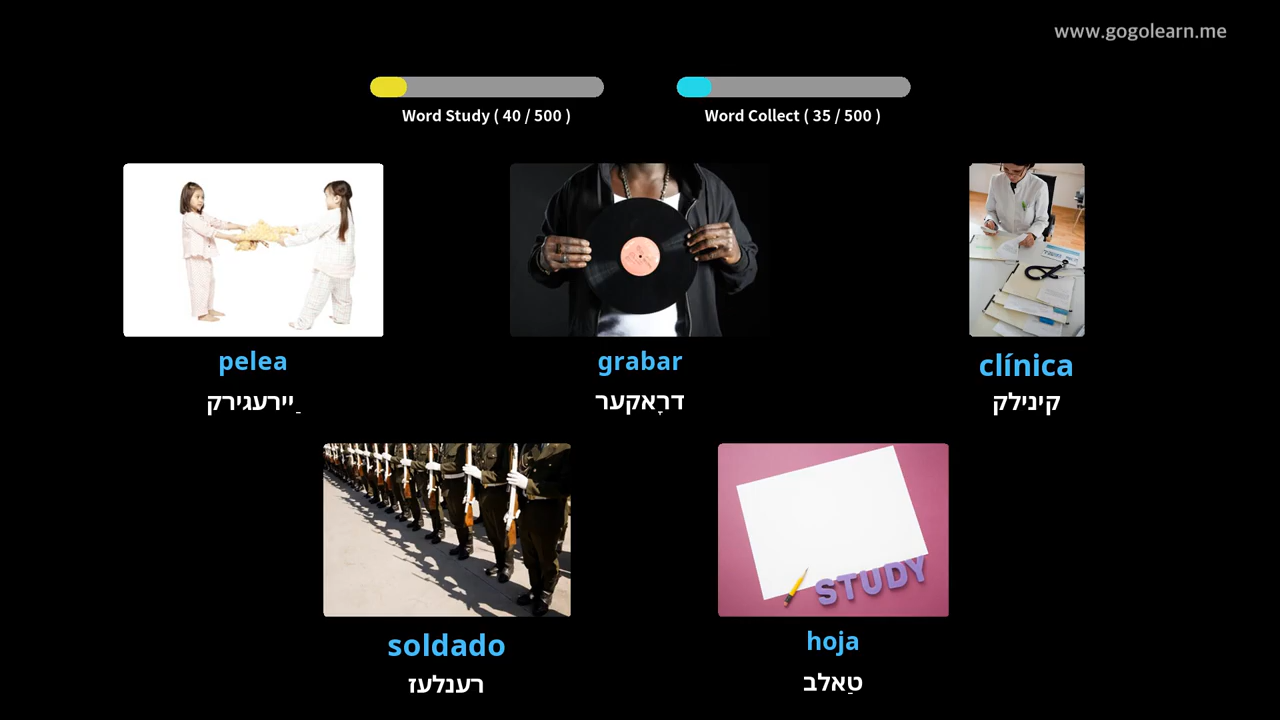 www.gogolearn.me
Word Study ( 40 / 500 )
Word Collect ( 35 / 500 )
pelea
ַיירעגירק
grabar
דרָאקער
clínica
קינילק
soldado
רענלעז
STUDY
hoja
טַאלב